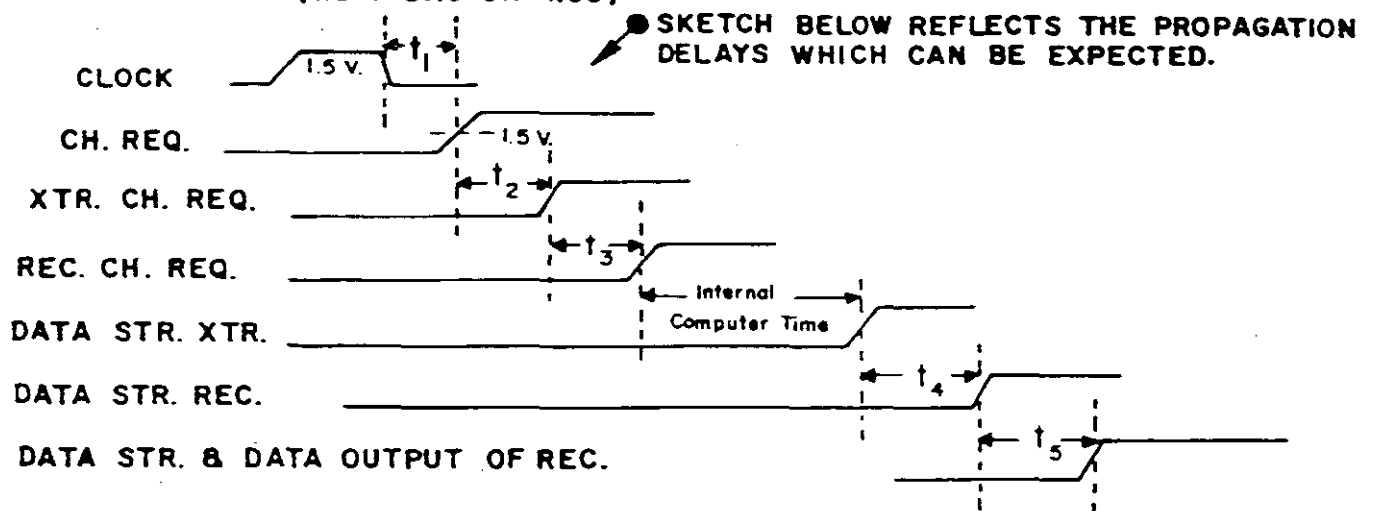 SKETCH BELOW REFLECTS THE PROPAGATION
DELAYS WHICH CAN BE EXPECTED.
CLOCK
1.5 V.
t1
CH. REQ.
1.5 V.
XTR. CH. REQ.
t2
REC. CH. REQ.
t3
Internal
Computer Time
DATA STR. XTR.
DATA STR. REC.
t4
DATA STR. & DATA OUTPUT OF REC.
t5